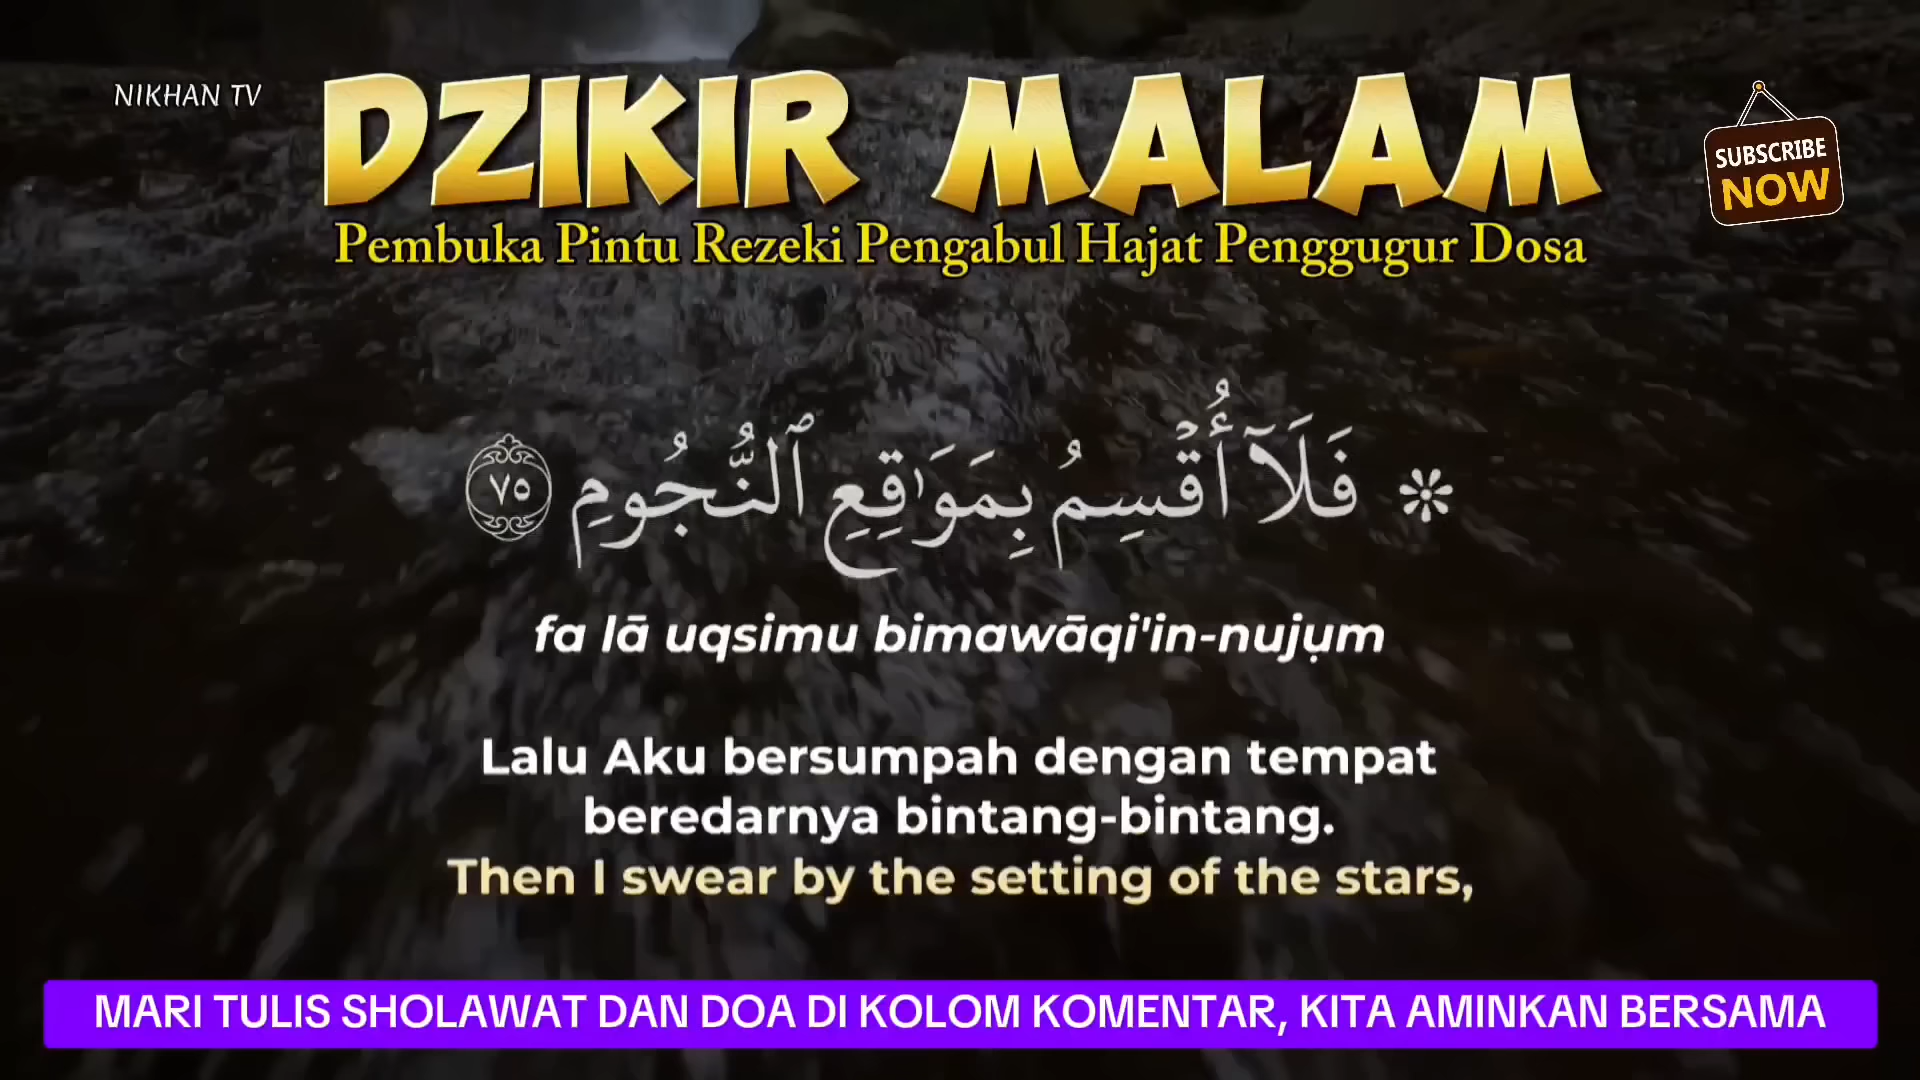 NIKHAN TV
DZIKIR MALAM
SUBSCRIBE
NOW
Pembuka Pintu Rezeki Pengabul Hajat Penggugur Dosa
۞ فَلَآ أُقْسِمُ بِمَوَٰقِعِ ٱلنُّجُومِ ٧٥
fa lā uqsimu bimawāqi'in-nujụm
Lalu Aku bersumpah dengan tempat
beredarnya bintang-bintang.
Then I swear by the setting of the stars,
MARI TULIS SHOLAWAT DAN DOA DI KOLOM KOMENTAR, KITA AMINKAN BERSAMA